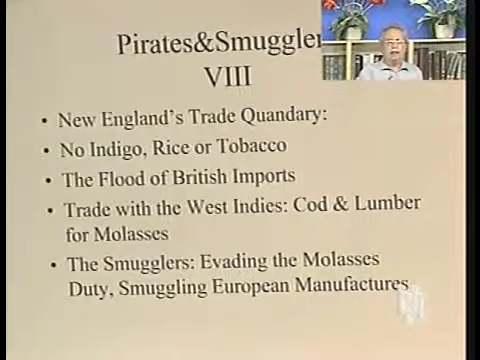 Pirates&Smuggler
VIII
• New England's Trade Quandary:
• No Indigo, Rice or Tobacco
• The Flood of British Imports
• Trade with the West Indies: Cod & Lumber
for Molasses
• The Smugglers: Evading the Molasses
Duty, Smuggling European Manufactures